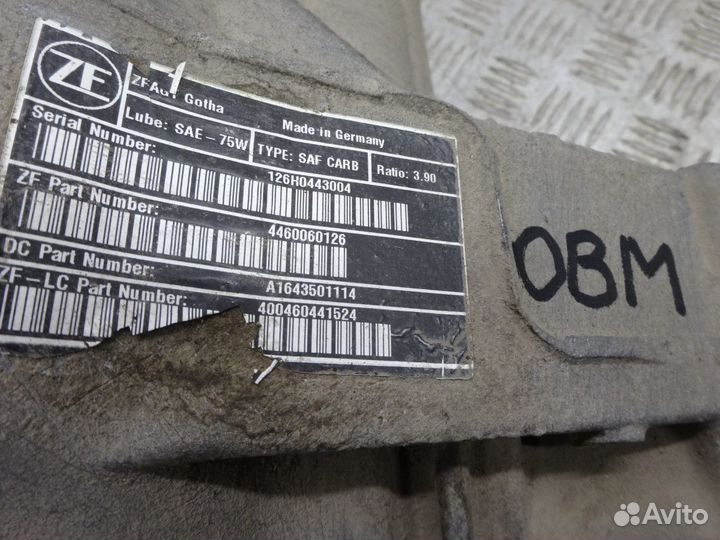 ZF
ZFAG Gotha
Made in Germany
Lube: SAE-75W
TYPE: SAF CARB
Ratio: 3.90
Serial Number:
126H0443004
ZF Part Number:
4460060126
DC Part Number:
A1643501114
ZF-LC Part Number:
400460441524
OBM
Avito